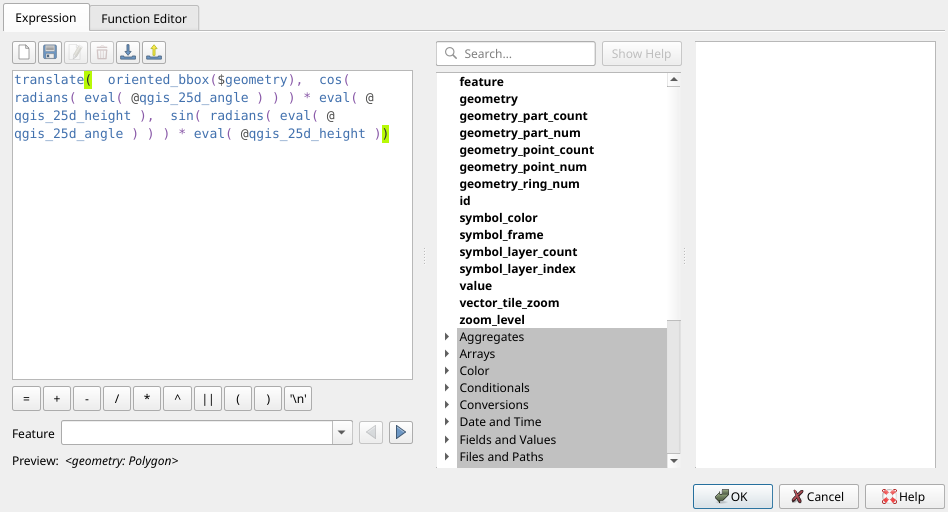 Expression
Function Editor
translate(  oriented_bbox($geometry),  cos(
radians( eval( @qgis_25d_angle ) ) ) * eval( @
qgis_25d_height ),  sin( radians( eval( @
qgis_25d_angle ) ) ) * eval( @qgis_25d_height ))
=
+
-
/
*
^
||
(
)
'\n'
Feature
Preview: <geometry: Polygon>
Search...
Show Help
feature
geometry
geometry_part_count
geometry_part_num
geometry_point_count
geometry_point_num
geometry_ring_num
id
symbol_color
symbol_frame
symbol_layer_count
symbol_layer_index
value
vector_tile_zoom
zoom_level
Aggregates
Arrays
Color
Conditionals
Conversions
Date and Time
Fields and Values
Files and Paths
OK
Cancel
Help